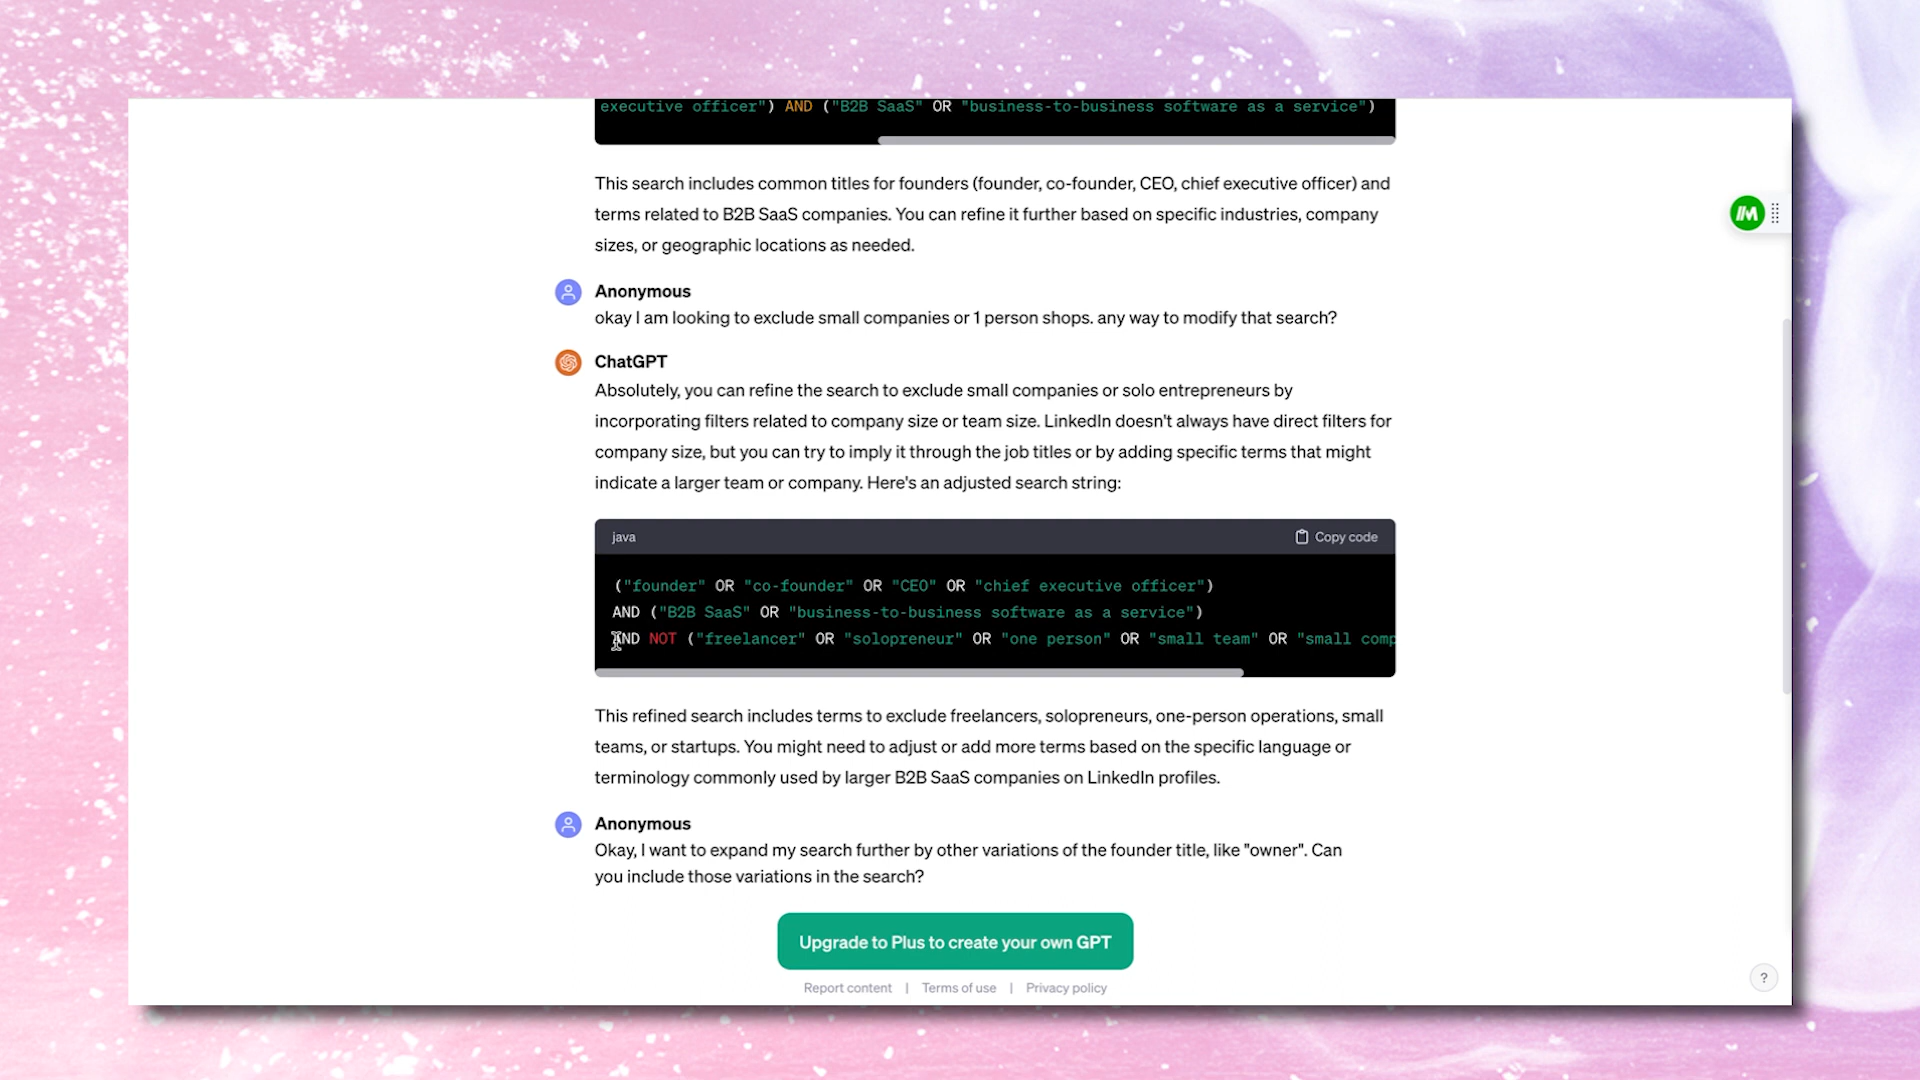 executive officer") AND ("B2B SaaS" OR "business-to-business software as a service")
This search includes common titles for founders (founder, co-founder, CEO, chief executive officer) and
terms related to B2B SaaS companies. You can refine it further based on specific industries, company
sizes, or geographic locations as needed.
Anonymous
okay I am looking to exclude small companies or 1 person shops. any way to modify that search?
ChatGPT
Absolutely, you can refine the search to exclude small companies or solo entrepreneurs by
incorporating filters related to company size or team size. LinkedIn doesn't always have direct filters for
company size, but you can try to imply it through the job titles or by adding specific terms that might
indicate a larger team or company. Here's an adjusted search string:
java
Copy code
("founder" OR "co-founder" OR "CEO" OR "chief executive officer")
AND ("B2B SaaS" OR "business-to-business software as a service")
AND NOT ("freelancer" OR "solopreneur" OR "one person" OR "small team" OR "small comp
This refined search includes terms to exclude freelancers, solopreneurs, one-person operations, small
teams, or startups. You might need to adjust or add more terms based on the specific language or
terminology commonly used by larger B2B SaaS companies on LinkedIn profiles.
Anonymous
Okay, I want to expand my search further by other variations of the founder title, like "owner". Can
you include those variations in the search?
Upgrade to Plus to create your own GPT
Report content | Terms of use | Privacy policy
?
M